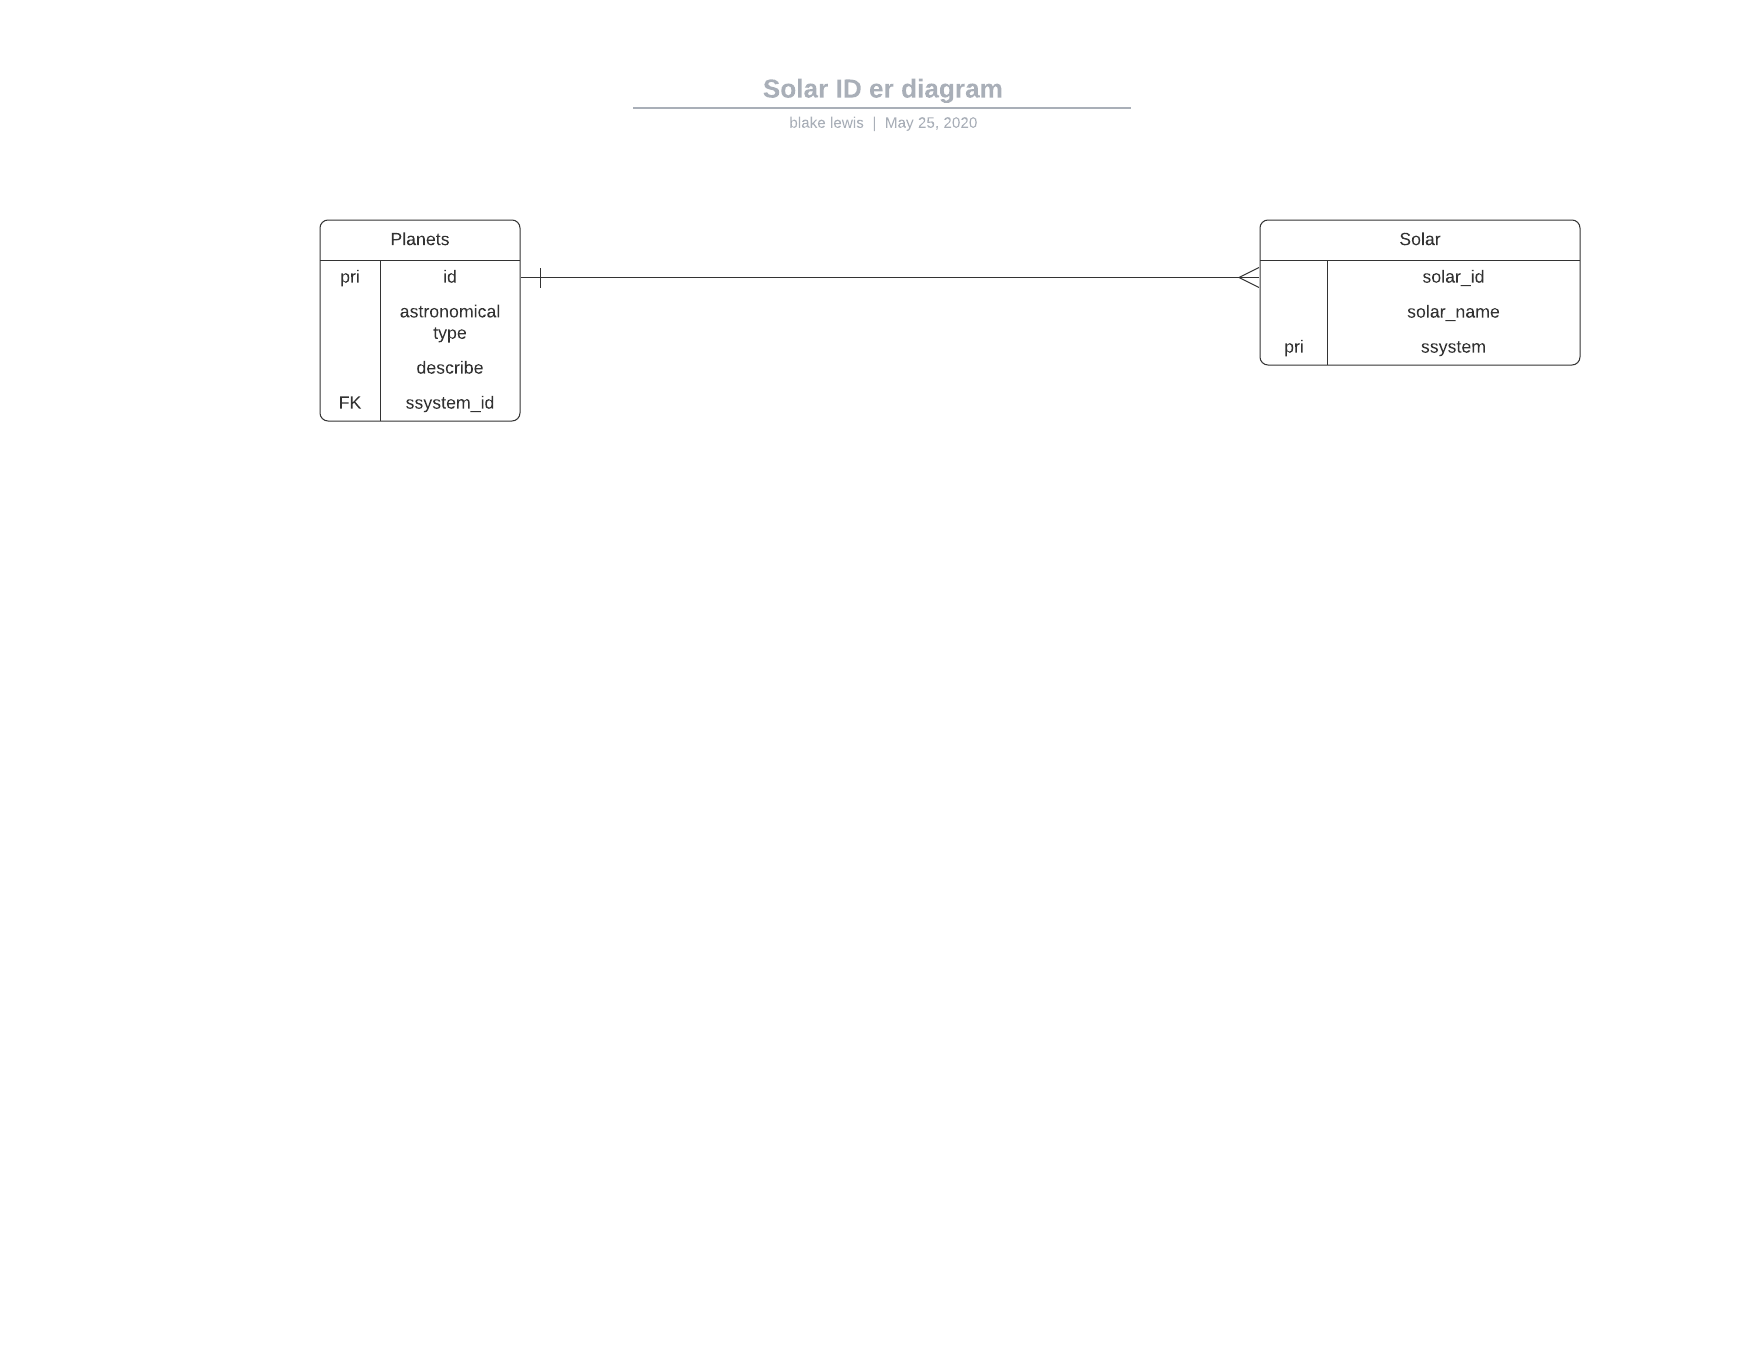 Solar ID er diagram
blake lewis | May 25, 2020
Planets
pri id
astronomical
type
describe
FK ssystem_id
Solar
solar_id
solar_name
pri ssystem